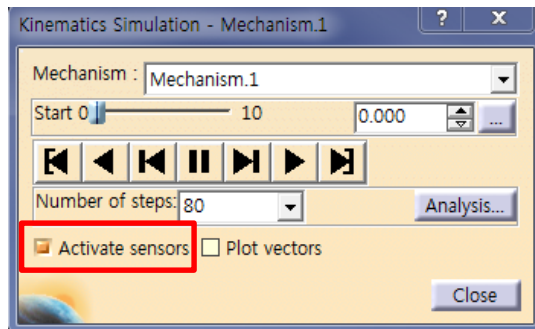 Kinematics Simulation - Mechanism.1
Mechanism : Mechanism.1
Start 0 10 0.000 ...
Number of steps: 80 Analysis...
Activate sensors Plot vectors
Close